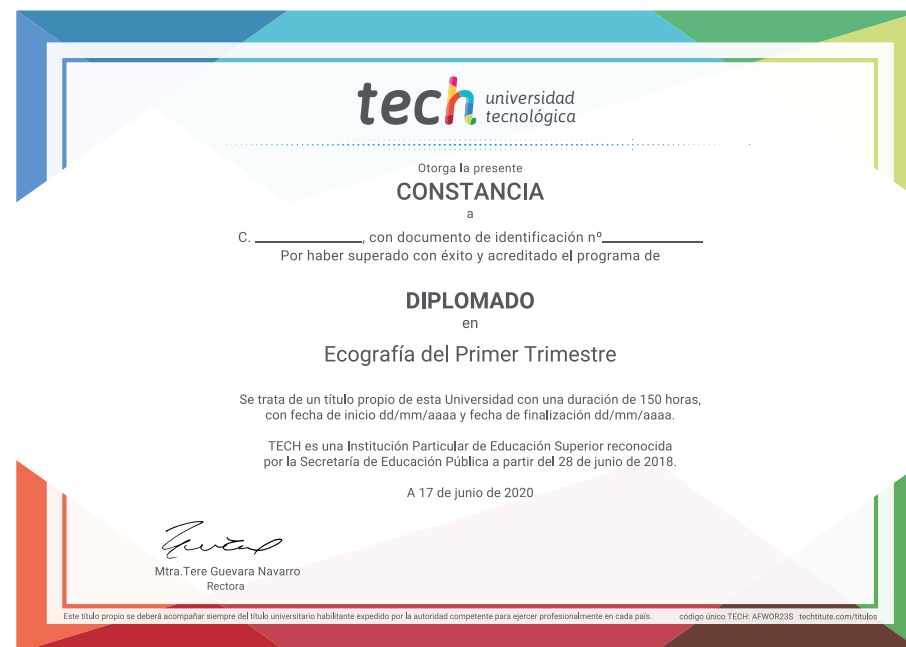 tech universidad
tecnológica
Otorga la presente
CONSTANCIA
a
C. ____________, con documento de identificación nº____________
Por haber superado con éxito y acreditado el programa de
DIPLOMADO
en
Ecografía del Primer Trimestre
Se trata de un título propio de esta Universidad con una duración de 150 horas,
con fecha de inicio dd/mm/aaaa y fecha de finalización dd/mm/aaaa.
TECH es una Institución Particular de Educación Superior reconocida
por la Secretaría de Educación Pública a partir del 28 de junio de 2018.
A 17 de junio de 2020
Mtra.Tere Guevara Navarro
Rectora
Este título propio se deberá acompañar siempre del título universitario habilitante expedido por la autoridad competente para ejercer profesionalmente en cada país. código único TECH: AFWOR23S techtitute.com/titulos